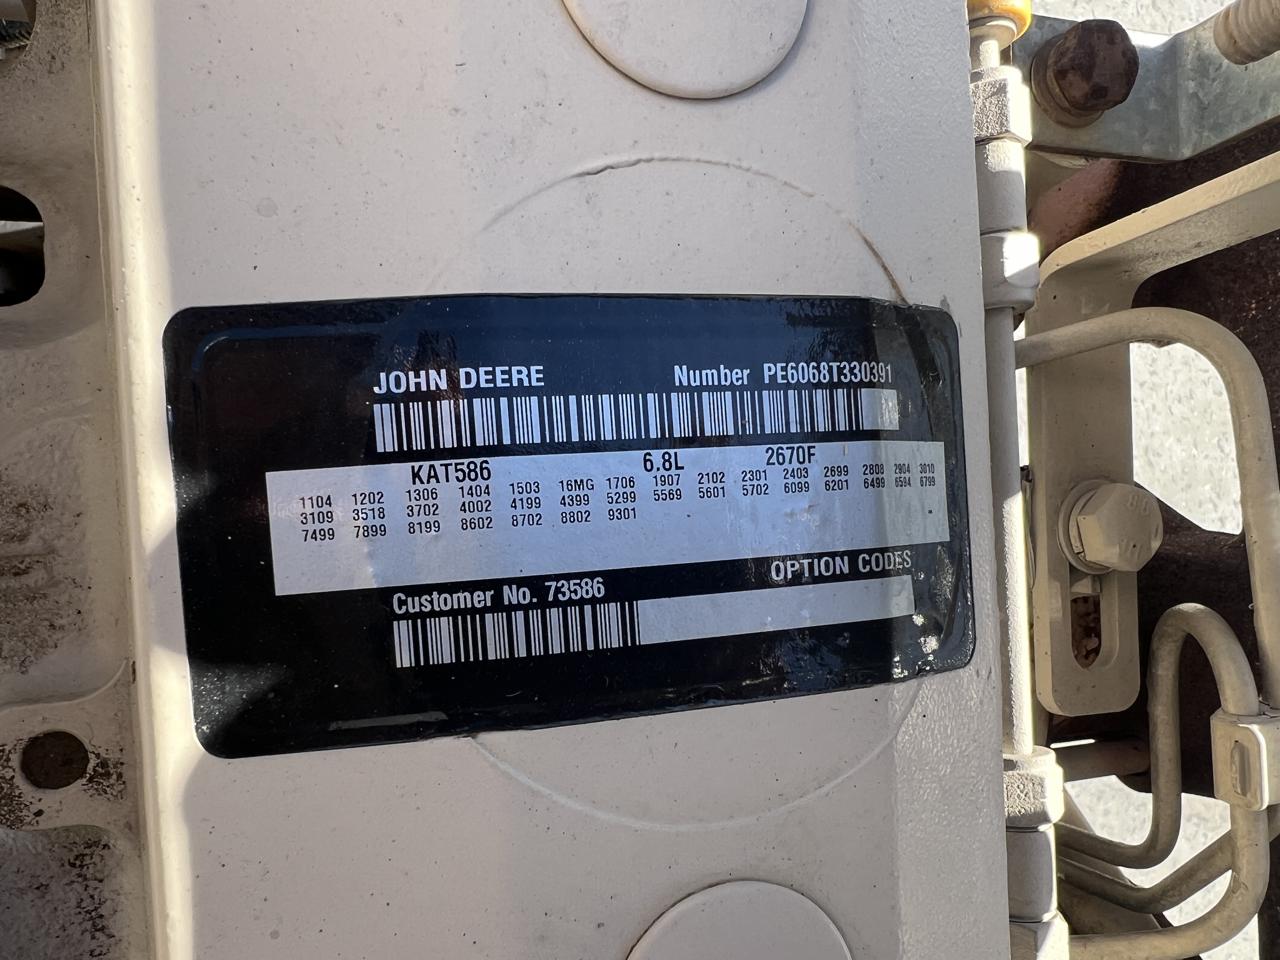 JOHN DEERE Number PE6068T330391
KAT586 6.8L 2670F
1104 1202 1306 1404 1503 16MG 1706 1907 2102 2301 2403 2699 2808 2904 3010
3109 3518 3702 4002 4199 4399 5299 5569 5601 5702 6099 6201 6499 6594 6799
7499 7899 8199 8602 8702 8802 9301
OPTION CODES
Customer No. 73586